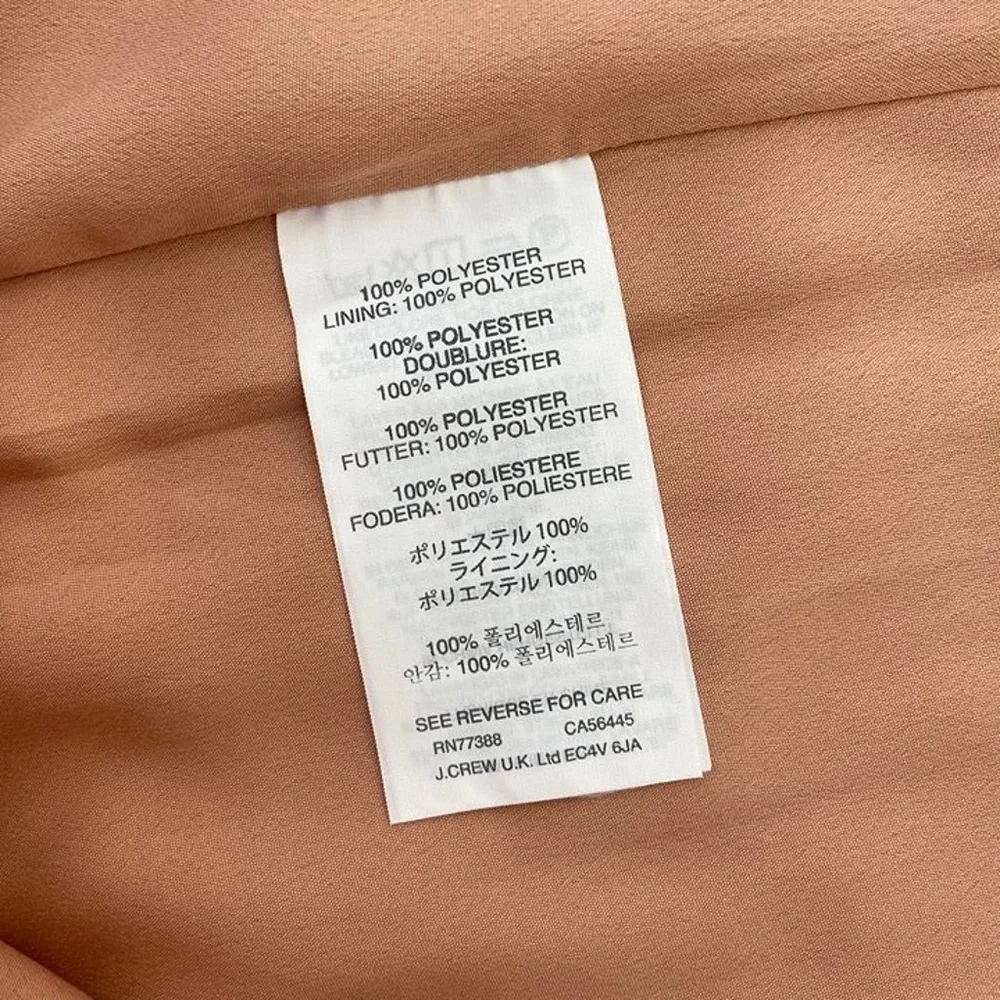 100% POLYESTER
LINING: 100% POLYESTER
100% POLYESTER
DOUBLURE:
100% POLYESTER
100% POLYESTER
FUTTER: 100% POLYESTER
100% POLIESTERE
FODERA: 100% POLIESTERE
ポリエステル 100%
ライニング:
ポリエステル 100%
100% 폴리에스테르
안감: 100% 폴리에스테르
SEE REVERSE FOR CARE
RN77388 CA56445
J.CREW U.K. Ltd EC4V 6JA